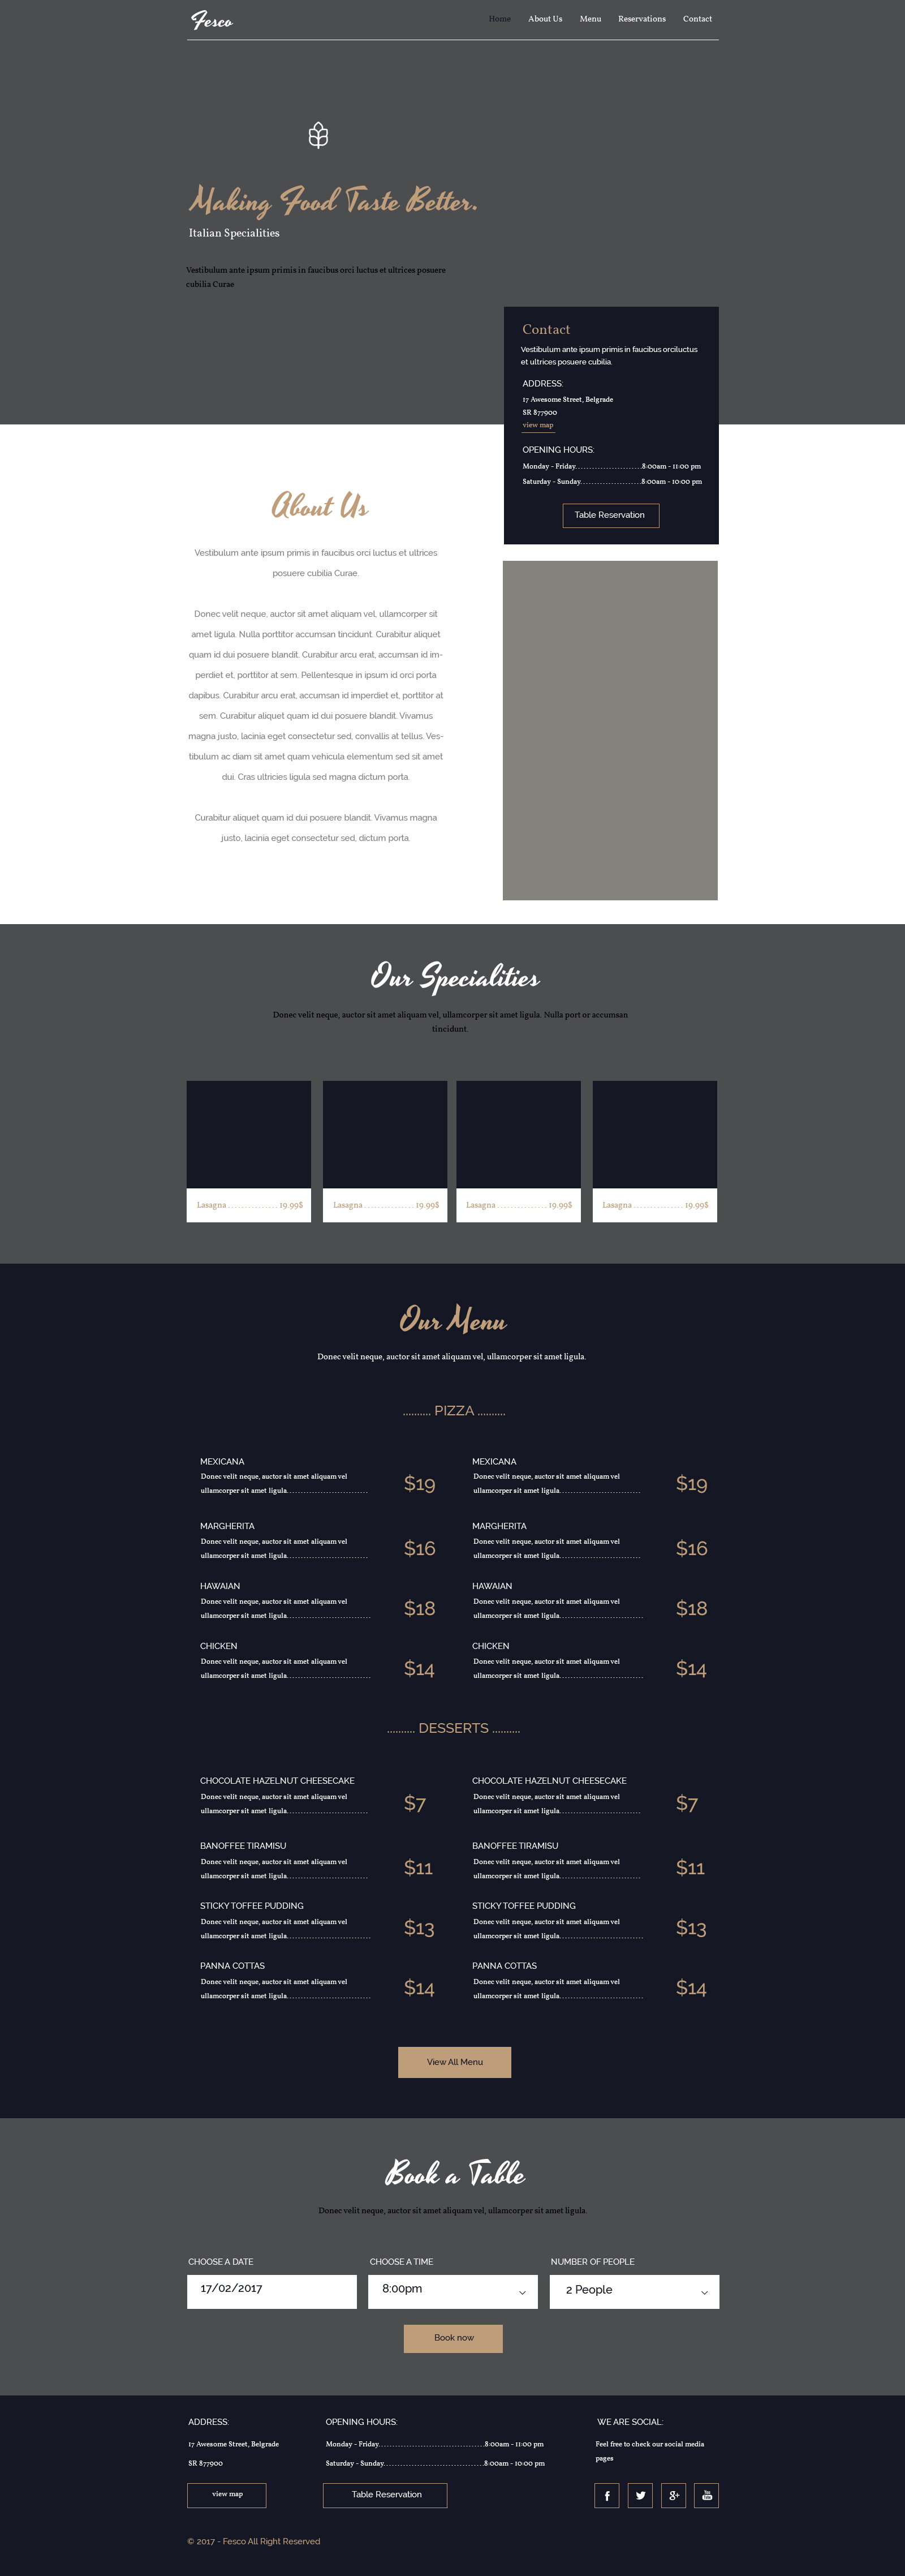 Fesco
Home About Us Menu Reservations Contact
Making Food Taste Better.
Italian Specialities
Vestibulum ante ipsum primis in faucibus orci luctus et ultrices posuere
cubilia Curae
Contact
Vestibulum ante ipsum primis in faucibus orciluctus
et ultrices posuere cubilia.
ADDRESS:
17 Awesome Street, Belgrade
SR 877900
view map
OPENING HOURS:
Monday - Friday........................8:00am - 11:00 pm
Saturday - Sunday......................8:00am - 10:00 pm
Table Reservation
About Us
Vestibulum ante ipsum primis in faucibus orci luctus et ultrices
posuere cubilia Curae.
Donec velit neque, auctor sit amet aliquam vel, ullamcorper sit
amet ligula. Nulla porttitor accumsan tincidunt. Curabitur aliquet
quam id dui posuere blandit. Curabitur arcu erat, accumsan id im-
perdiet et, porttitor at sem. Pellentesque in ipsum id orci porta
dapibus. Curabitur arcu erat, accumsan id imperdiet et, porttitor at
sem. Curabitur aliquet quam id dui posuere blandit. Vivamus
magna justo, lacinia eget consectetur sed, convallis at tellus. Ves-
tibulum ac diam sit amet quam vehicula elementum sed sit amet
dui. Cras ultricies ligula sed magna dictum porta.
Curabitur aliquet quam id dui posuere blandit. Vivamus magna
justo, lacinia eget consectetur sed, dictum porta.
Our Specialities
Donec velit neque, auctor sit amet aliquam vel, ullamcorper sit amet ligula. Nulla port or accumsan
tincidunt.
Lasagna ............... 19.99$ Lasagna ............... 19.99$ Lasagna ............... 19.99$ Lasagna ............... 19.99$
Our Menu
Donec velit neque, auctor sit amet aliquam vel, ullamcorper sit amet ligula.
.......... PIZZA ..........
MEXICANA
Donec velit neque, auctor sit amet aliquam vel
ullamcorper sit amet ligula.............................
$19
MEXICANA
Donec velit neque, auctor sit amet aliquam vel
ullamcorper sit amet ligula.............................
$19
MARGHERITA
Donec velit neque, auctor sit amet aliquam vel
ullamcorper sit amet ligula.............................
$16
MARGHERITA
Donec velit neque, auctor sit amet aliquam vel
ullamcorper sit amet ligula.............................
$16
HAWAIAN
Donec velit neque, auctor sit amet aliquam vel
ullamcorper sit amet ligula..............................
$18
HAWAIAN
Donec velit neque, auctor sit amet aliquam vel
ullamcorper sit amet ligula..............................
$18
CHICKEN
Donec velit neque, auctor sit amet aliquam vel
ullamcorper sit amet ligula..............................
$14
CHICKEN
Donec velit neque, auctor sit amet aliquam vel
ullamcorper sit amet ligula..............................
$14
.......... DESSERTS ..........
CHOCOLATE HAZELNUT CHEESECAKE
Donec velit neque, auctor sit amet aliquam vel
ullamcorper sit amet ligula.............................
$7
CHOCOLATE HAZELNUT CHEESECAKE
Donec velit neque, auctor sit amet aliquam vel
ullamcorper sit amet ligula.............................
$7
BANOFFEE TIRAMISU
Donec velit neque, auctor sit amet aliquam vel
ullamcorper sit amet ligula.............................
$11
BANOFFEE TIRAMISU
Donec velit neque, auctor sit amet aliquam vel
ullamcorper sit amet ligula.............................
$11
STICKY TOFFEE PUDDING
Donec velit neque, auctor sit amet aliquam vel
ullamcorper sit amet ligula..............................
$13
STICKY TOFFEE PUDDING
Donec velit neque, auctor sit amet aliquam vel
ullamcorper sit amet ligula..............................
$13
PANNA COTTAS
Donec velit neque, auctor sit amet aliquam vel
ullamcorper sit amet ligula..............................
$14
PANNA COTTAS
Donec velit neque, auctor sit amet aliquam vel
ullamcorper sit amet ligula..............................
$14
View All Menu
Book a Table
Donec velit neque, auctor sit amet aliquam vel, ullamcorper sit amet ligula.
CHOOSE A DATE
17/02/2017
CHOOSE A TIME
8:00pm
NUMBER OF PEOPLE
2 People
Book now
ADDRESS:
17 Awesome Street, Belgrade
SR 877900
view map
OPENING HOURS:
Monday - Friday......................................8:00am - 11:00 pm
Saturday - Sunday....................................8:00am - 10:00 pm
Table Reservation
WE ARE SOCIAL:
Feel free to check our social media
pages
f g+ You Tube
© 2017 - Fesco All Right Reserved